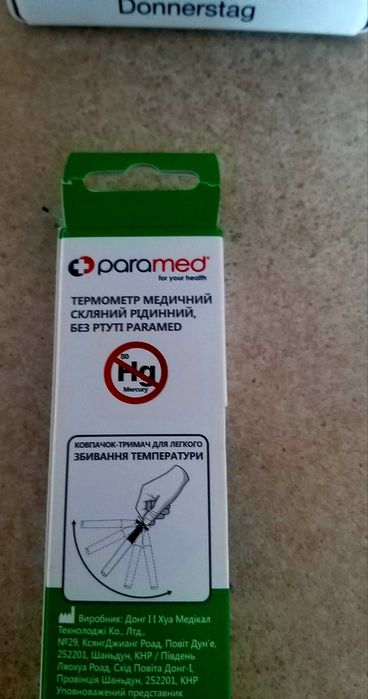 Donnerstag
paramed®
for your health
ТЕРМОМЕТР МЕДИЧНИЙ
СКЛЯНИЙ РІДИННИЙ,
БЕЗ РТУТІ PARAMED
80
Hg
Mercury
КОВПАЧОК-ТРИМАЧ ДЛЯ ЛЕГКОГО
ЗБИВАННЯ ТЕМПЕРАТУРИ
Виробник: Донг І І Хуа Медікал
Технолоджі Ко., Лтд.,
№29, КсянгДжианг Роад, Повіт Дун'е,
252201, Шаньдун, КНР / Південь
Ляохуа Роад, Схід Повіта Донг-І,
Провінція Шаньдун, 252201, КНР
Уповноважений представник